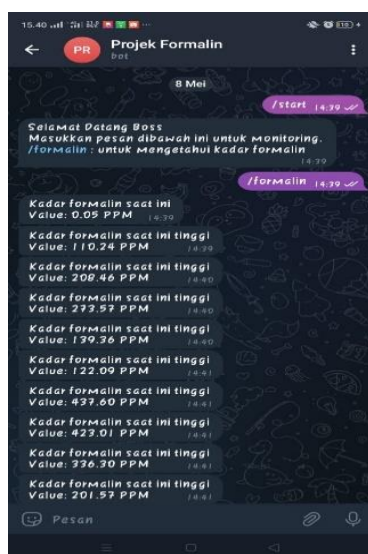 15.40
PR
Projek Formalin
bot
8 Mei
/start 14:39
Selamat Datang Boss
Masukkan pesan dibawah ini untuk monitoring.
/formalin : untuk mengetahui kadar formalin
14:39
/formalin 14:39
Kadar formalin saat ini
Value: 0.05 PPM 14:39
Kadar formalin saat ini tinggi
Value: 110.24 PPM 14:39
Kadar formalin saat ini tinggi
Value: 208.46 PPM 14:40
Kadar formalin saat ini tinggi
Value: 273.57 PPM 14:40
Kadar formalin saat ini tinggi
Value: 139.36 PPM 14:40
Kadar formalin saat ini tinggi
Value: 122.09 PPM 14:41
Kadar formalin saat ini tinggi
Value: 437.60 PPM 14:41
Kadar formalin saat ini tinggi
Value: 423.01 PPM 14:41
Kadar formalin saat ini tinggi
Value: 336.30 PPM 14:41
Kadar formalin saat ini tinggi
Value: 201.57 PPM 14:41
Pesan